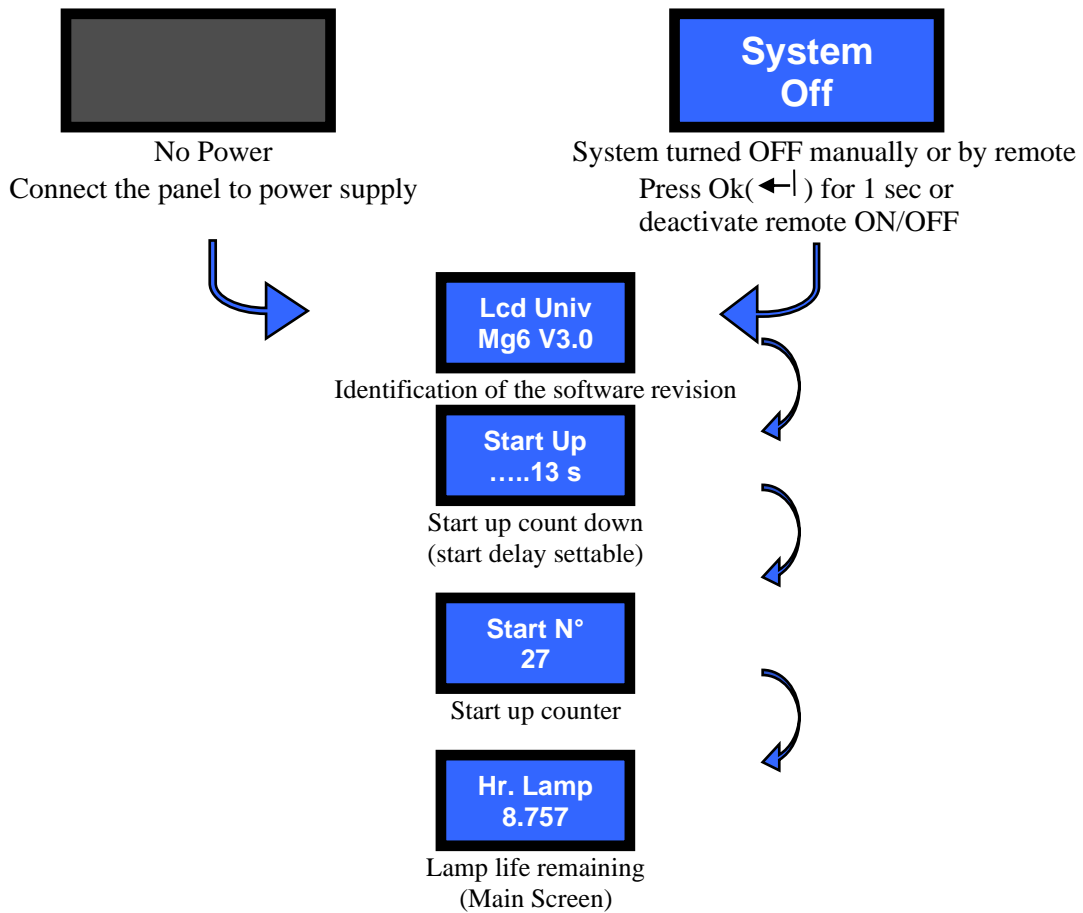 System
Off
No Power
Connect the panel to power supply
System turned OFF manually or by remote
Press Ok( ) for 1 sec or
deactivate remote ON/OFF
Lcd Univ
Mg6 V3.0
Identification of the software revision
Start Up
…..13 s
Start up count down
(start delay settable)
Start N°
27
Start up counter
Hr. Lamp
8.757
Lamp life remaining
(Main Screen)